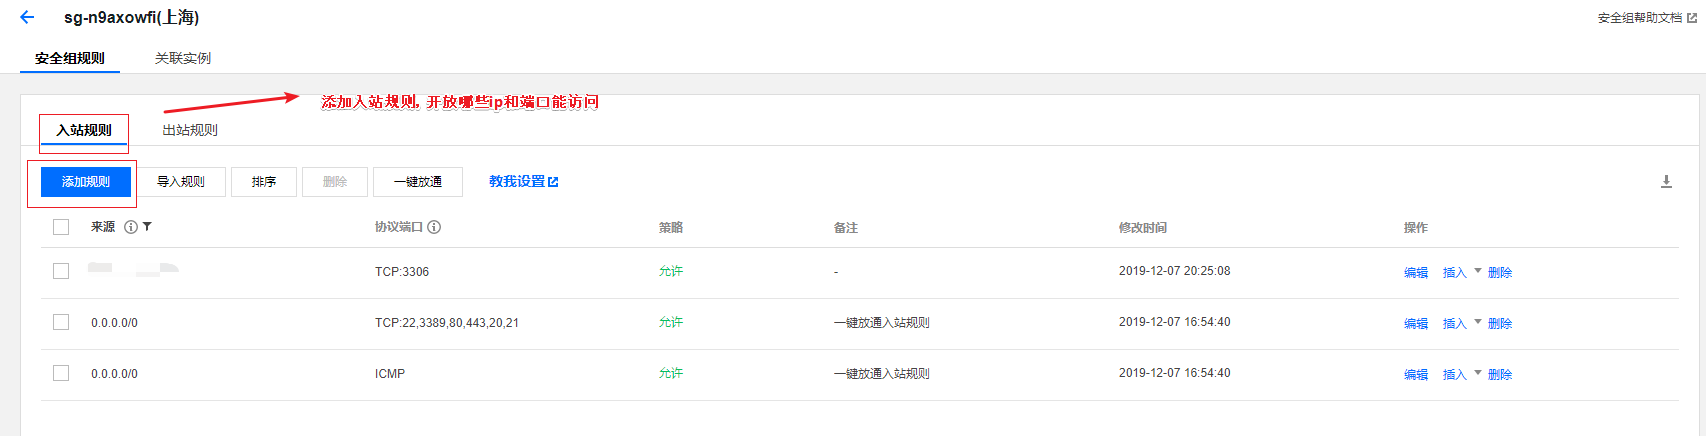 sg-n9axowfi(上海)
安全组帮助文档
安全组规则 关联实例
添加入站规则, 开放哪些ip和端口能访问
入站规则 出站规则
添加规则 导入规则 排序 删除 一键放通 教我设置
来源 协议端口 策略 备注 修改时间 操作
TCP:3306 允许 - 2019-12-07 20:25:08 编辑 插入 删除
0.0.0.0/0 TCP:22,3389,80,443,20,21 允许 一键放通入站规则 2019-12-07 16:54:40 编辑 插入 删除
0.0.0.0/0 ICMP 允许 一键放通入站规则 2019-12-07 16:54:40 编辑 插入 删除